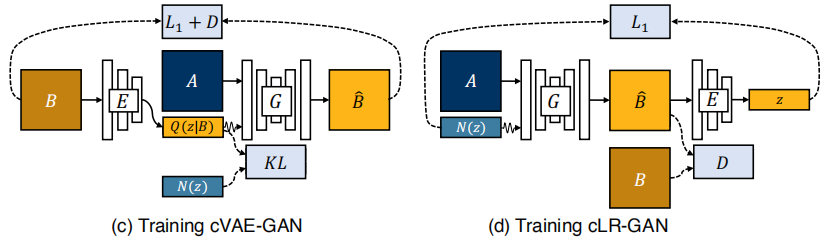 L₁ + D
B
E
A
Q(z|B)
N(z)
G
B̂
KL
(c) Training cVAE-GAN
L₁
A
N(z)
G
B̂
E
z
B
D
(d) Training cLR-GAN